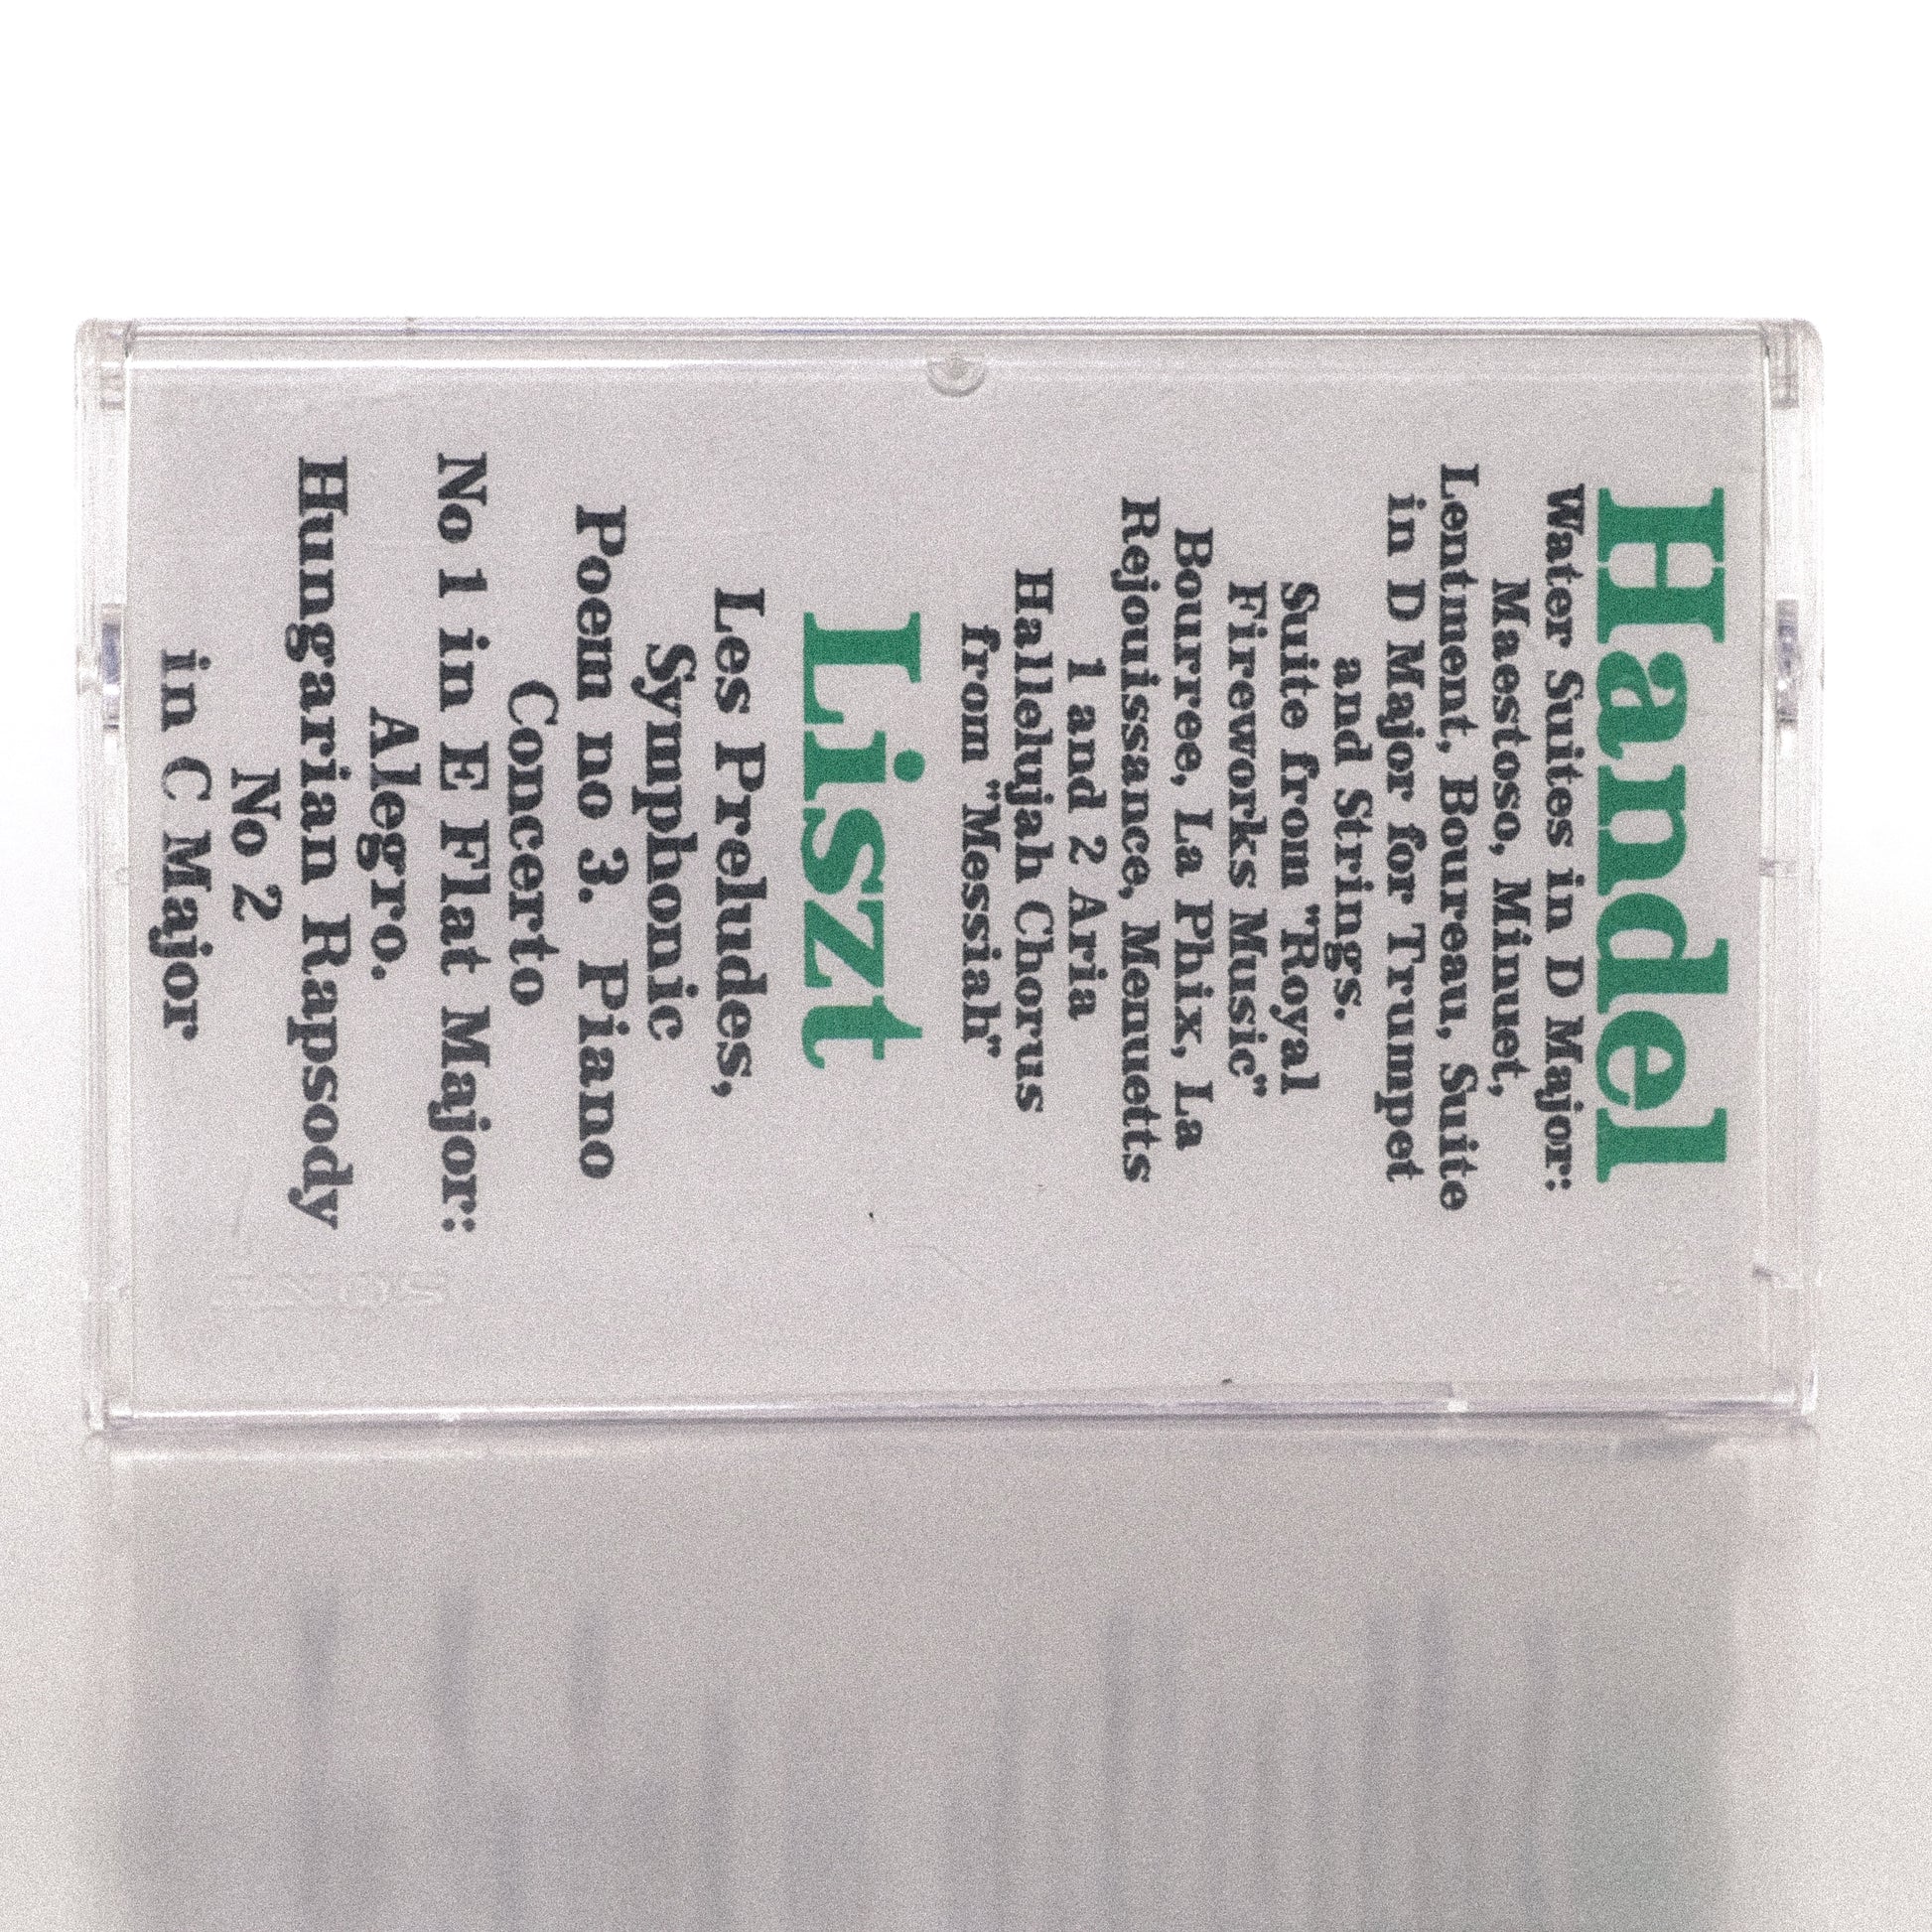 Handel
Water Suites in D Major:
Maestoso, Minuet,
Lentment, Boureau, Suite
in D Major for Trumpet
and Strings.
Suite from "Royal
Fireworks Music"
Bourree, La Phix, La
Rejouissance, Menuetts
1 and 2 Aria
Hallelujah Chorus
from "Messiah"
Liszt
Les Preludes,
Symphonic
Poem no 3. Piano
Concerto
No 1 in E Flat Major:
Alegro.
Hungarian Rapsody
No 2
in C Major